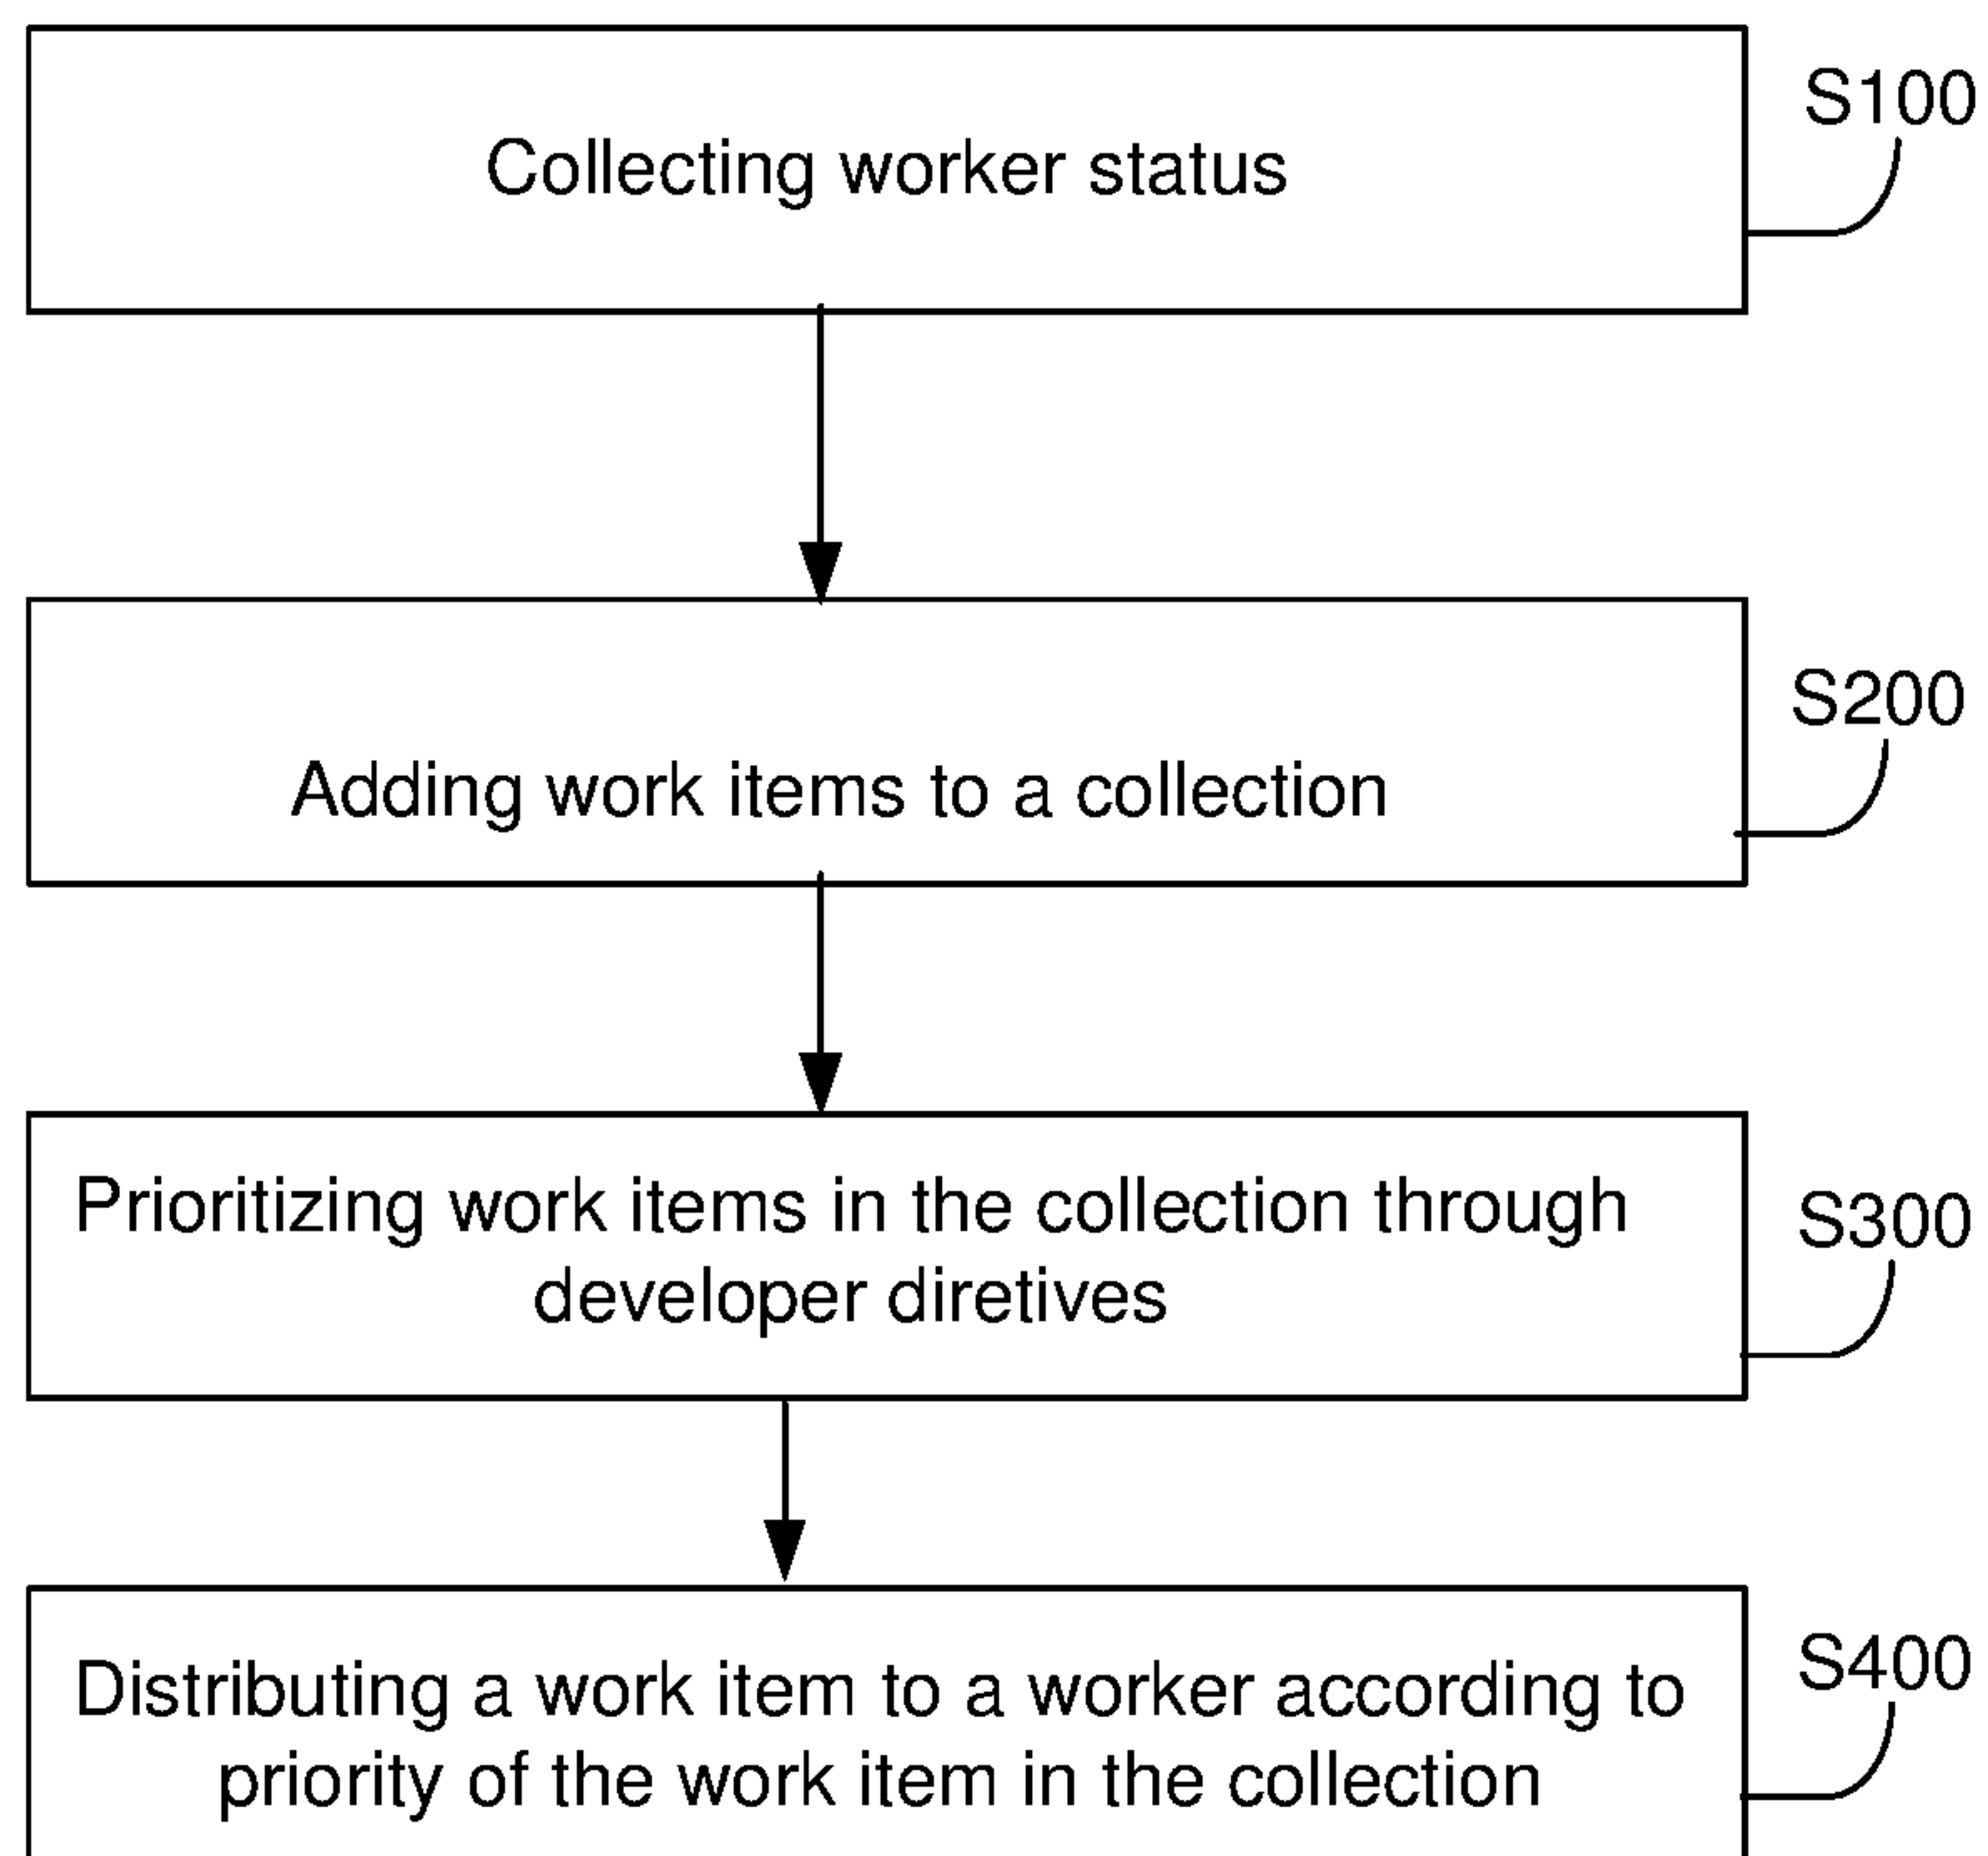 S100
Collecting worker status
S200
Adding work items to a collection
Prioritizing work items in the collection through
S300
developer diretives
S400
Distributing a work item to a worker according to
priority of the work item in the collection